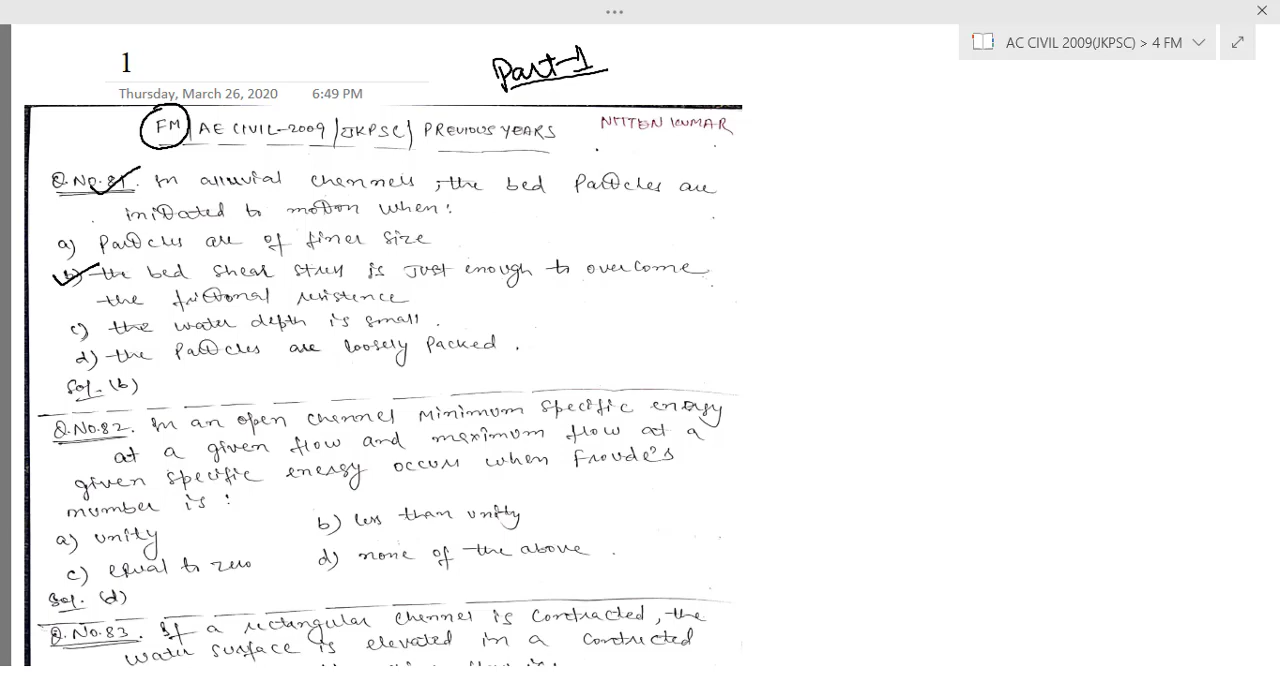 AC CIVIL 2009(JKPSC) > 4 FM
1
Part-1
Thursday, March 26, 2020 6:49 PM
FM | AE CIVIL-2009 | JKPSC | PREVIOUS YEARS
NITEN KUMAR
Q.No.81. In alluvial channels, the bed Particles are
initiated to motion when:
a) Particles are of finer size
b) the bed shear stress is Just enough to overcome
the frictional resistence
c) the water depth is small.
d) the Particles are loosely Packed.
Sol. (b)
Q.No.82. In an open channel minimum specific energy
at a given flow and maximum flow at a
given specific energy occurs when Froude's
number is:
a) unity
b) less than unity
c) equal to zero
d) none of the above.
Sol. (d)
Q.No.83. If a rectangular channel is contracted, the
water surface is elevated in a contracted